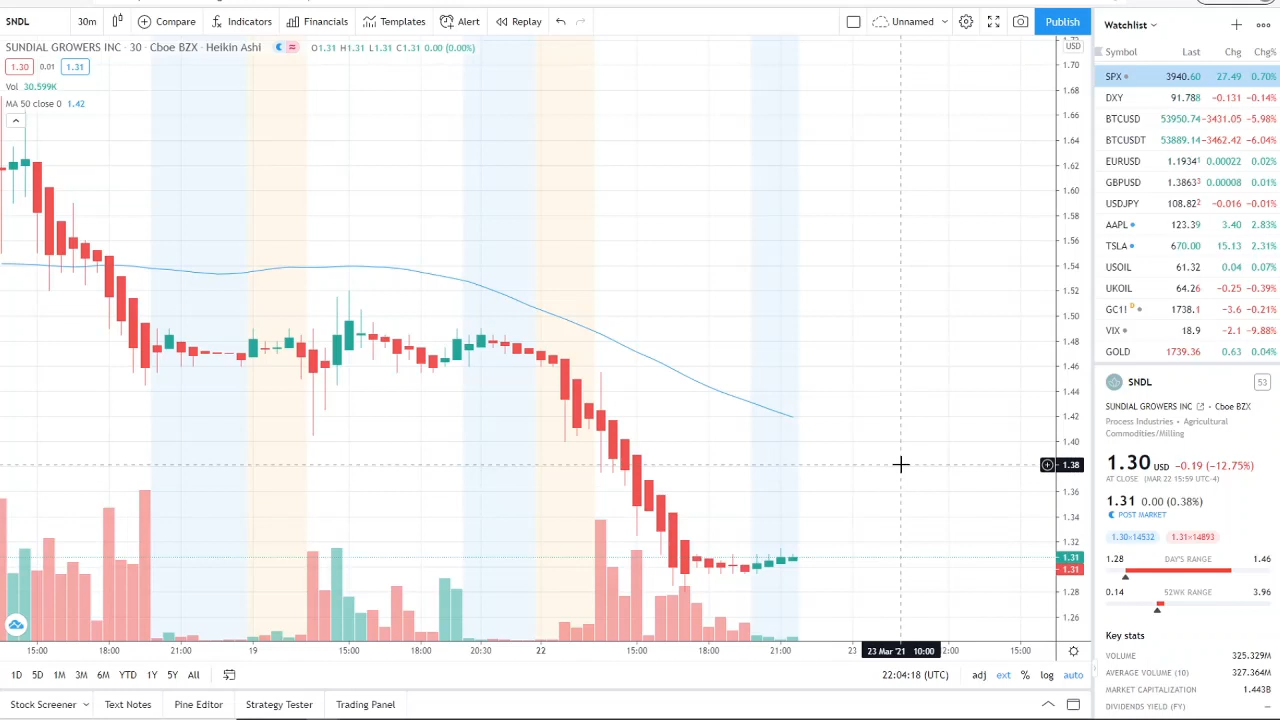 SNDL 30m Compare Indicators Financials Templates Alert Replay Unnamed Publish
SUNDIAL GROWERS INC · 30 · Cboe BZX · Heikin Ashi O1.31 H1.31 L1.31 C1.31 0.00 (0.00%)
1.30 0.01 1.31
Vol 30.599K
MA 50 close 0 1.42
USD
1.70
1.68
1.66
1.64
1.62
1.60
1.58
1.56
1.54
1.52
1.50
1.48
1.46
1.44
1.42
1.40
1.38
1.36
1.34
1.32
1.31
1.31
1.28
1.26
15:00 18:00 21:00 19 15:00 18:00 20:30 22 15:00 18:00 21:00 23 23 Mar '21 10:00 2:00 15:00
1D 5D 1M 3M 6M YTD 1Y 5Y All 22:04:18 (UTC) adj ext % log auto
Stock Screener Text Notes Pine Editor Strategy Tester Trading Panel
Watchlist
Symbol Last Chg Chg%
SPX 3940.60 27.49 0.70%
DXY 91.788 −0.131 −0.14%
BTCUSD 53950.74 −3431.05 −5.98%
BTCUSDT 53889.14 −3462.42 −6.04%
EURUSD 1.19341 0.00022 0.02%
GBPUSD 1.38633 0.00008 0.01%
USDJPY 108.822 −0.016 −0.01%
AAPL 123.39 3.40 2.83%
TSLA 670.00 15.13 2.31%
USOIL 61.32 0.04 0.07%
UKOIL 64.26 −0.25 −0.39%
GC1! D 1738.1 −3.6 −0.21%
VIX 18.9 −2.1 −9.88%
GOLD 1739.36 0.63 0.04%
SNDL 53
SUNDIAL GROWERS INC · Cboe BZX
Process Industries · Agricultural
Commodities/Milling
1.30 USD −0.19 (−12.75%)
AT CLOSE (MAR 22 15:59 UTC-4)
1.31 0.00 (0.38%)
POST MARKET
1.30×14532 1.31×14893
1.28 DAY'S RANGE 1.46
0.14 52WK RANGE 3.96
Key stats
VOLUME 325.329M
AVERAGE VOLUME (10) 327.364M
MARKET CAPITALIZATION 1.443B
DIVIDENDS YIELD (FY) —